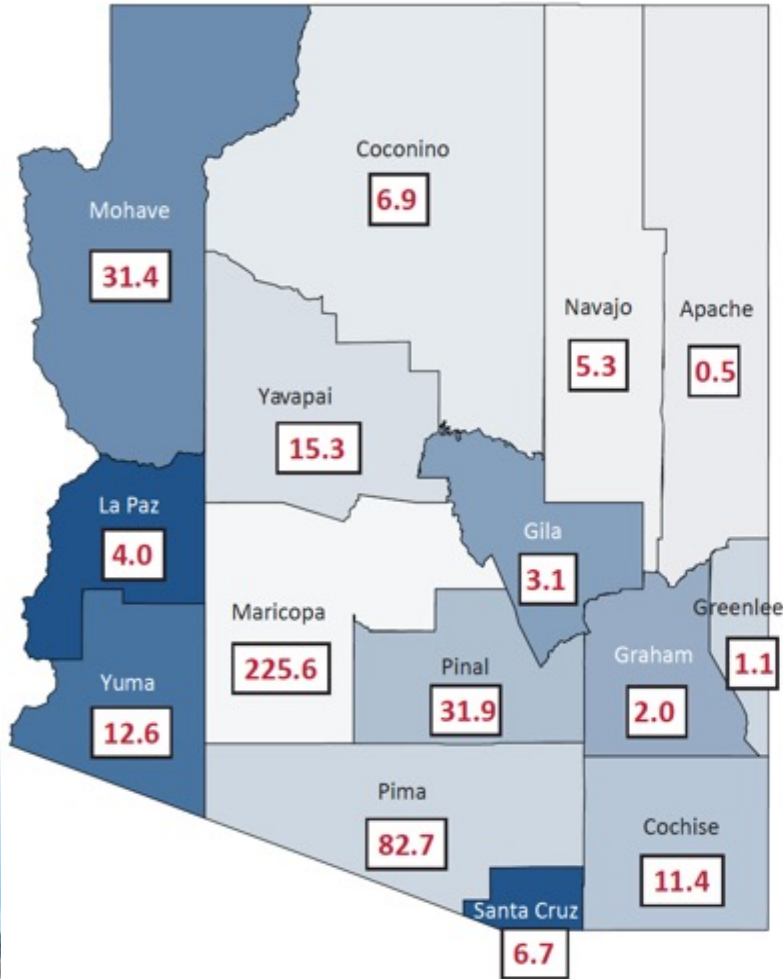 Coconino
6.9
Mohave
31.4
Navajo
5.3
Apache
0.5
Yavapai
15.3
La Paz
4.0
Gila
3.1
Maricopa
225.6
Greenlee
1.1
Pinal
31.9
Graham
2.0
Yuma
12.6
Pima
82.7
Cochise
11.4
Santa Cruz
6.7